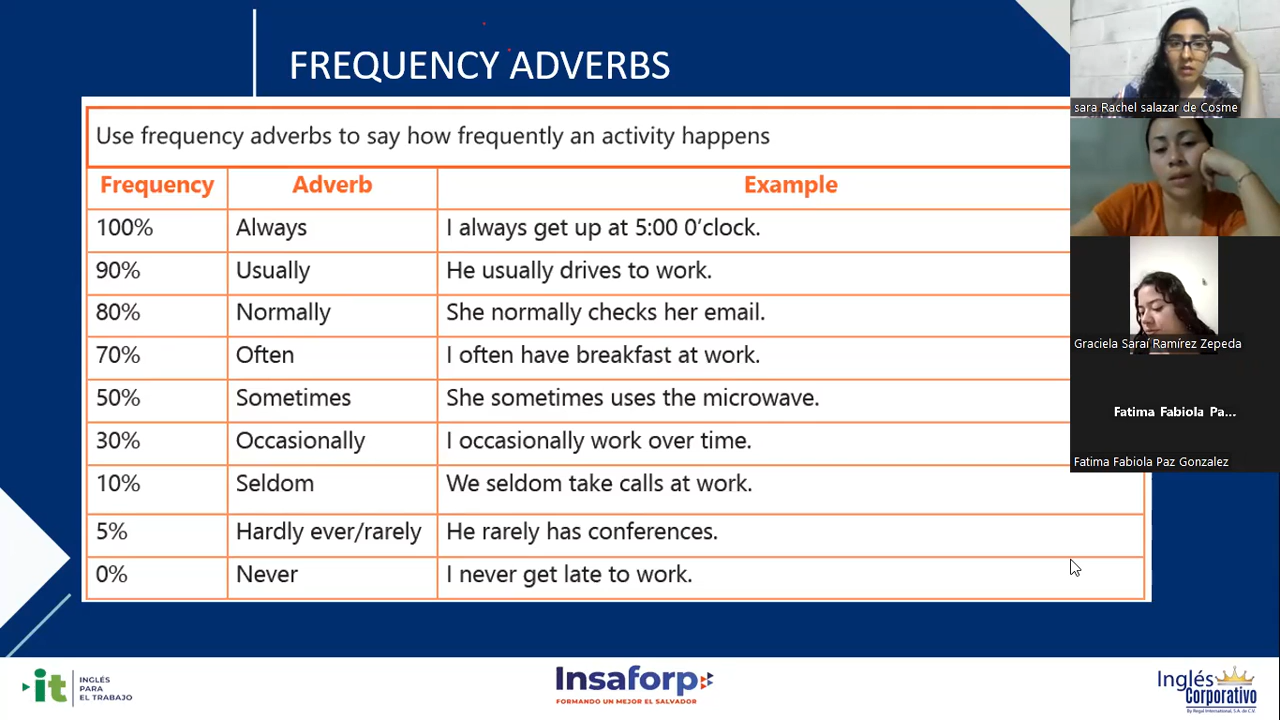 FREQUENCY ADVERBS
Use frequency adverbs to say how frequently an activity happens
Frequency Adverb Example
100% Always I always get up at 5:00 0'clock.
90% Usually He usually drives to work.
80% Normally She normally checks her email.
70% Often I often have breakfast at work.
50% Sometimes She sometimes uses the microwave.
30% Occasionally I occasionally work over time.
10% Seldom We seldom take calls at work.
5% Hardly ever/rarely He rarely has conferences.
0% Never I never get late to work.
sara Rachel salazar de Cosme
Graciela Saraí Ramírez Zepeda
Fatima Fabiola Pa...
Fatima Fabiola Paz Gonzalez
it INGLÉS
PARA
EL TRABAJO
Insaforp
FORMANDO UN MEJOR EL SALVADOR
Inglés
Corporativo
By Regal International, S.A. de C.V.